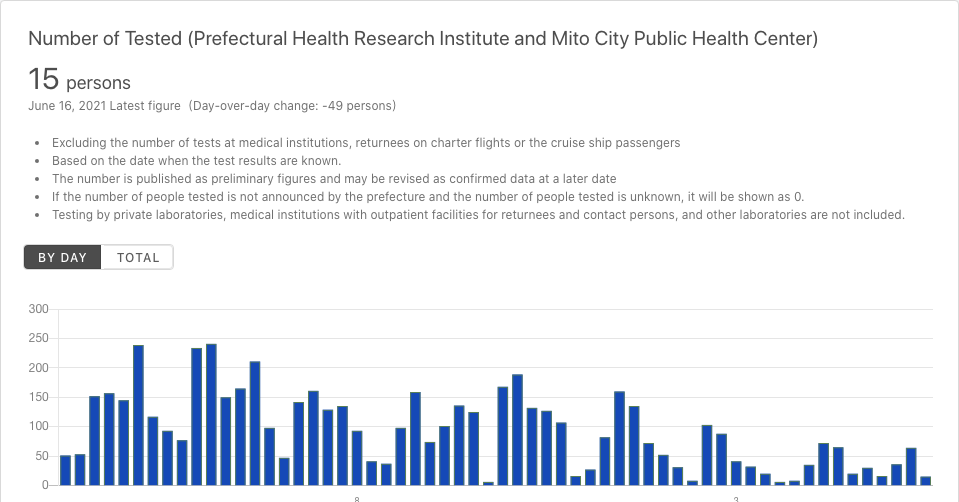 Number of Tested (Prefectural Health Research Institute and Mito City Public Health Center)
15 persons
June 16, 2021 Latest figure (Day-over-day change: -49 persons)
• Excluding the number of tests at medical institutions, returnees on charter flights or the cruise ship passengers
• Based on the date when the test results are known.
• The number is published as preliminary figures and may be revised as confirmed data at a later date
• If the number of people tested is not announced by the prefecture and the number of people tested is unknown, it will be shown as 0.
• Testing by private laboratories, medical institutions with outpatient facilities for returnees and contact persons, and other laboratories are not included.
BY DAY TOTAL
300
250
200
150
100
50
0